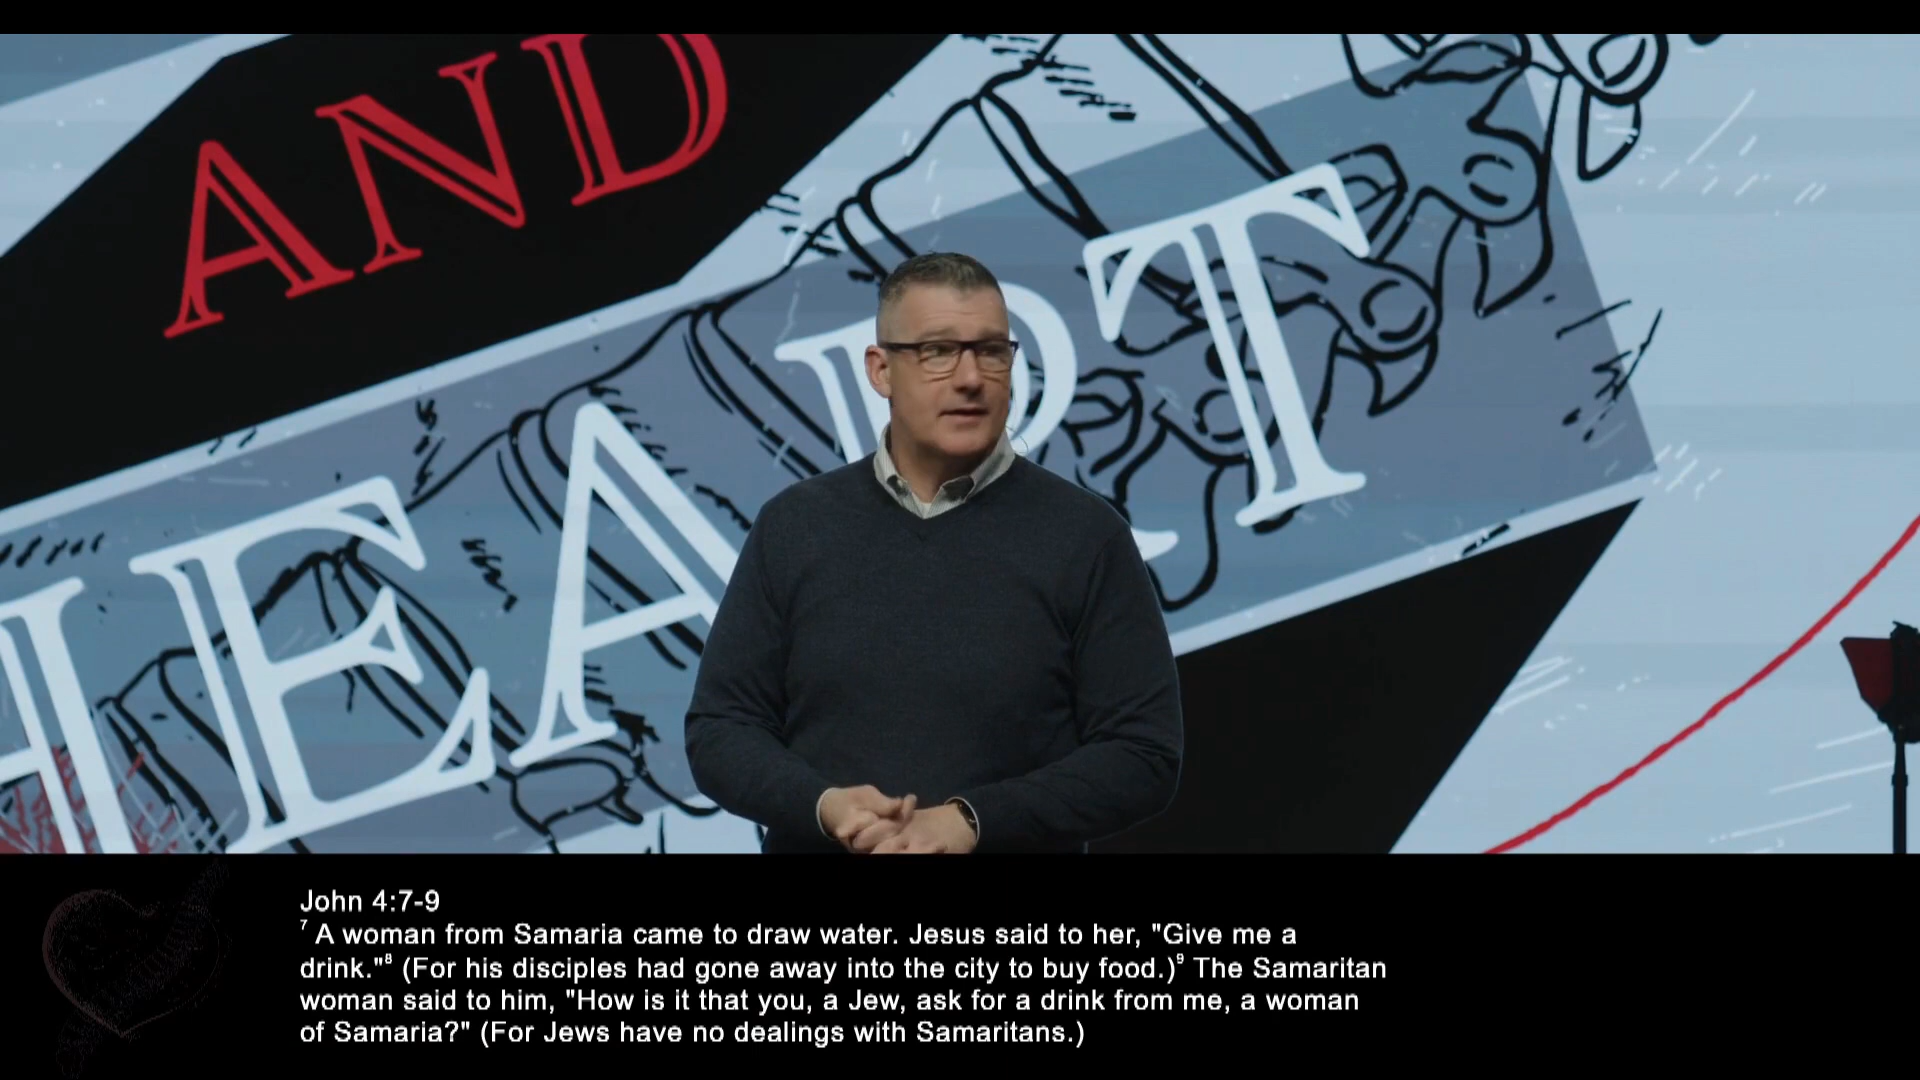 AND
HEART
John 4:7-9
⁷ A woman from Samaria came to draw water. Jesus said to her, "Give me a
drink."⁸ (For his disciples had gone away into the city to buy food.)⁹ The Samaritan
woman said to him, "How is it that you, a Jew, ask for a drink from me, a woman
of Samaria?" (For Jews have no dealings with Samaritans.)